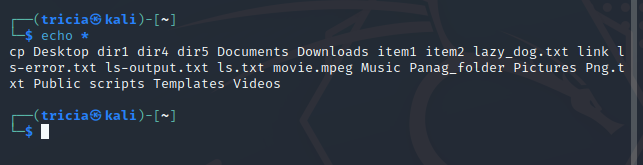 ┌──(tricia㉿kali)-[~]
└─$ echo *
cp Desktop dir1 dir4 dir5 Documents Downloads item1 item2 lazy_dog.txt link l
s-error.txt ls-output.txt ls.txt movie.mpeg Music Panag_folder Pictures Png.t
xt Public scripts Templates Videos
┌──(tricia㉿kali)-[~]
└─$